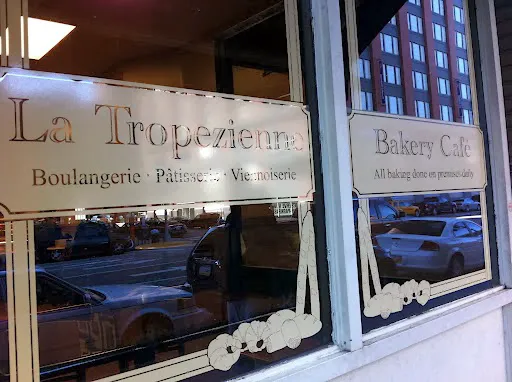 La Tropezienne
Boulangerie · Pâtisserie · Viennoiserie
Bakery Café
All baking done on premises daily